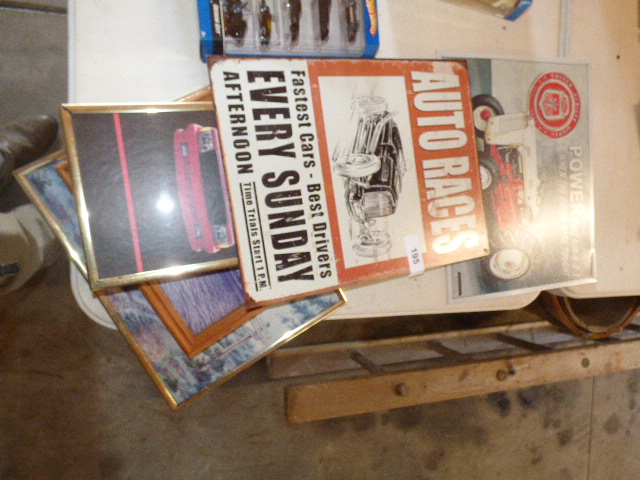 AUTO RACES
Fastest Cars - Best Drivers
EVERY SUNDAY
AFTERNOON
Time Trials Start 1 P.M.
195
POWER